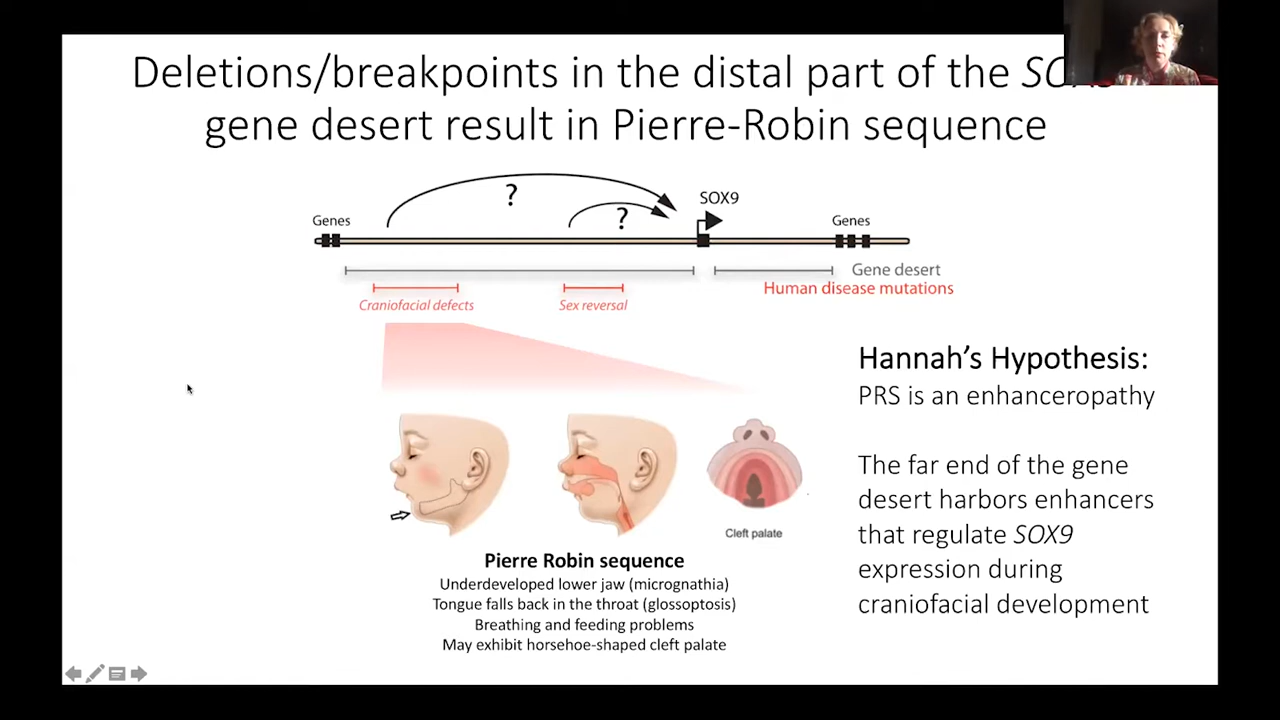 Deletions/breakpoints in the distal part of the
gene desert result in Pierre-Robin sequence
?
?
SOX9
Genes
Genes
Gene desert
Human disease mutations
Craniofacial defects
Sex reversal
Hannah's Hypothesis:
PRS is an enhanceropathy
The far end of the gene
desert harbors enhancers
that regulate SOX9
expression during
craniofacial development
Cleft palate
Pierre Robin sequence
Underdeveloped lower jaw (micrognathia)
Tongue falls back in the throat (glossoptosis)
Breathing and feeding problems
May exhibit horsehoe-shaped cleft palate